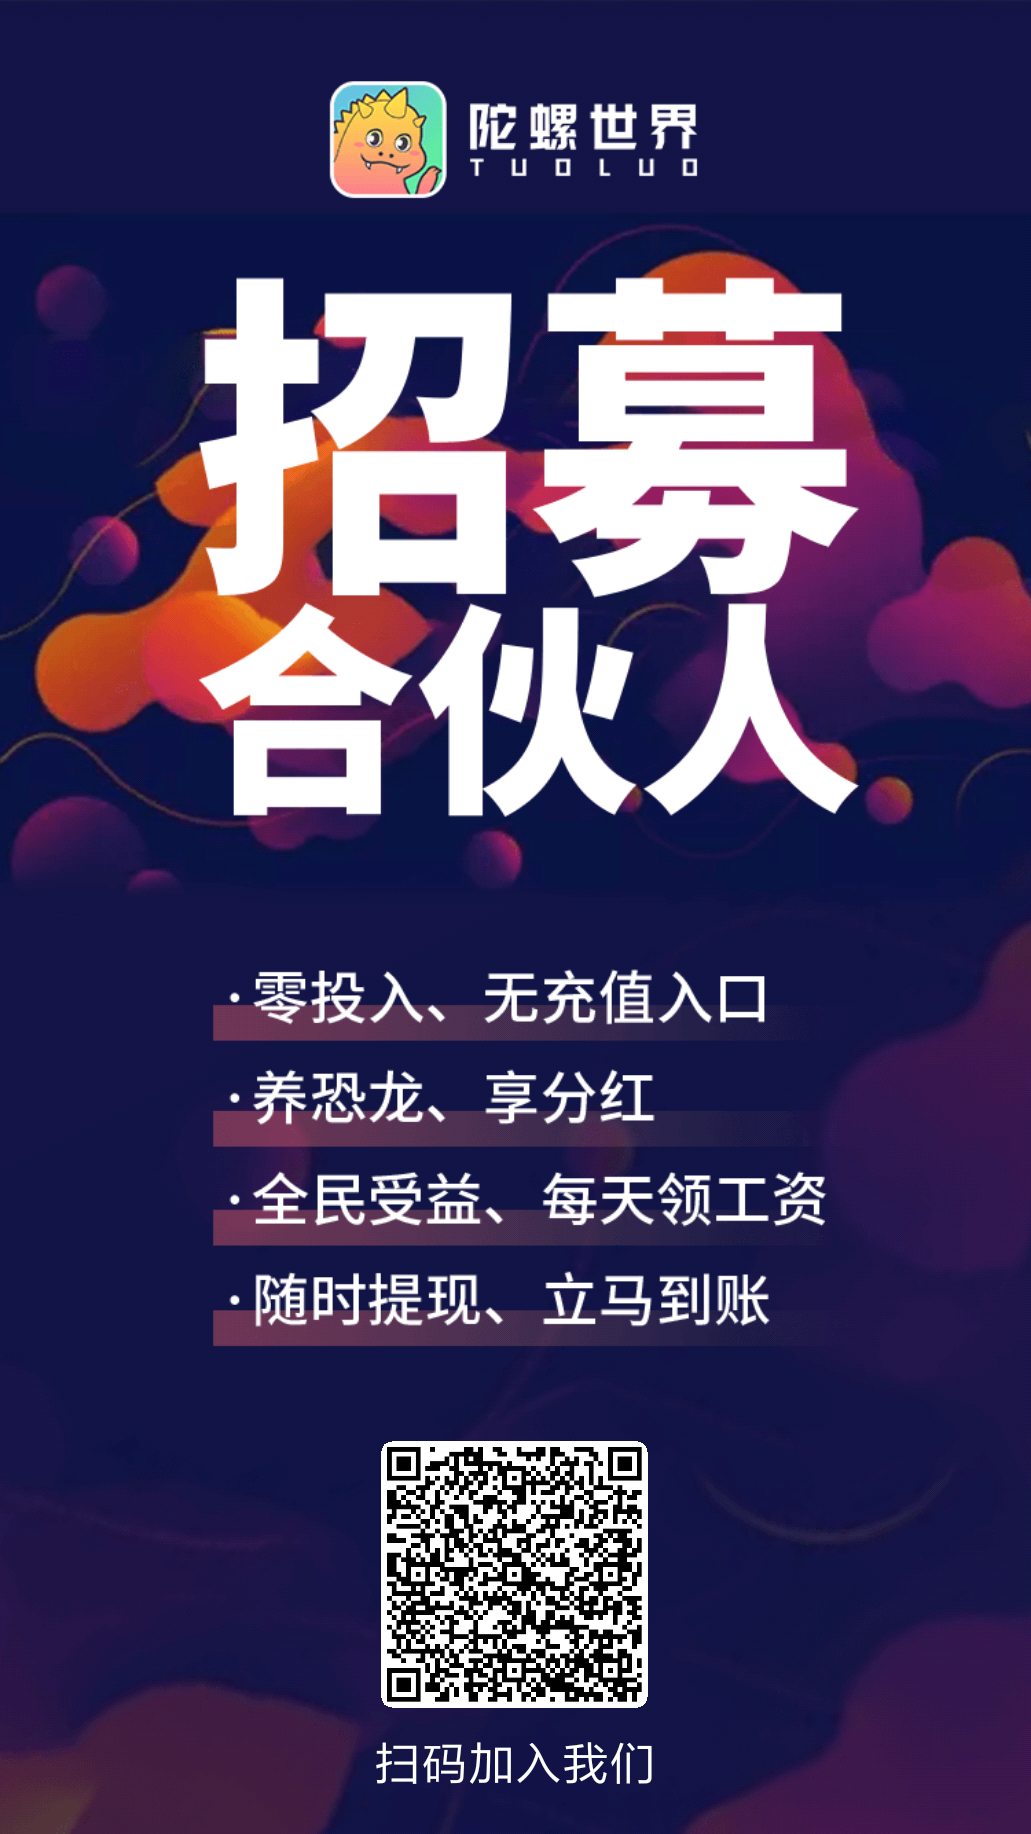 陀螺世界
TUOLUO
招募
合伙人
·零投入、无充值入口
·养恐龙、享分红
·全民受益、每天领工资
·随时提现、立马到账
扫码加入我们